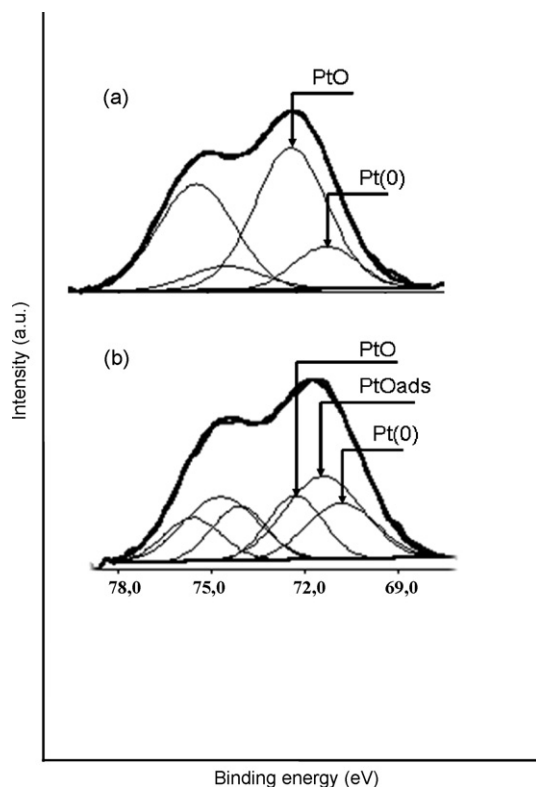 PtO
(a)
Pt(0)
(b)
PtO
PtOads
Pt(0)
Intensity (a.u.)
78,0 75,0 72,0 69,0
Binding energy (eV)